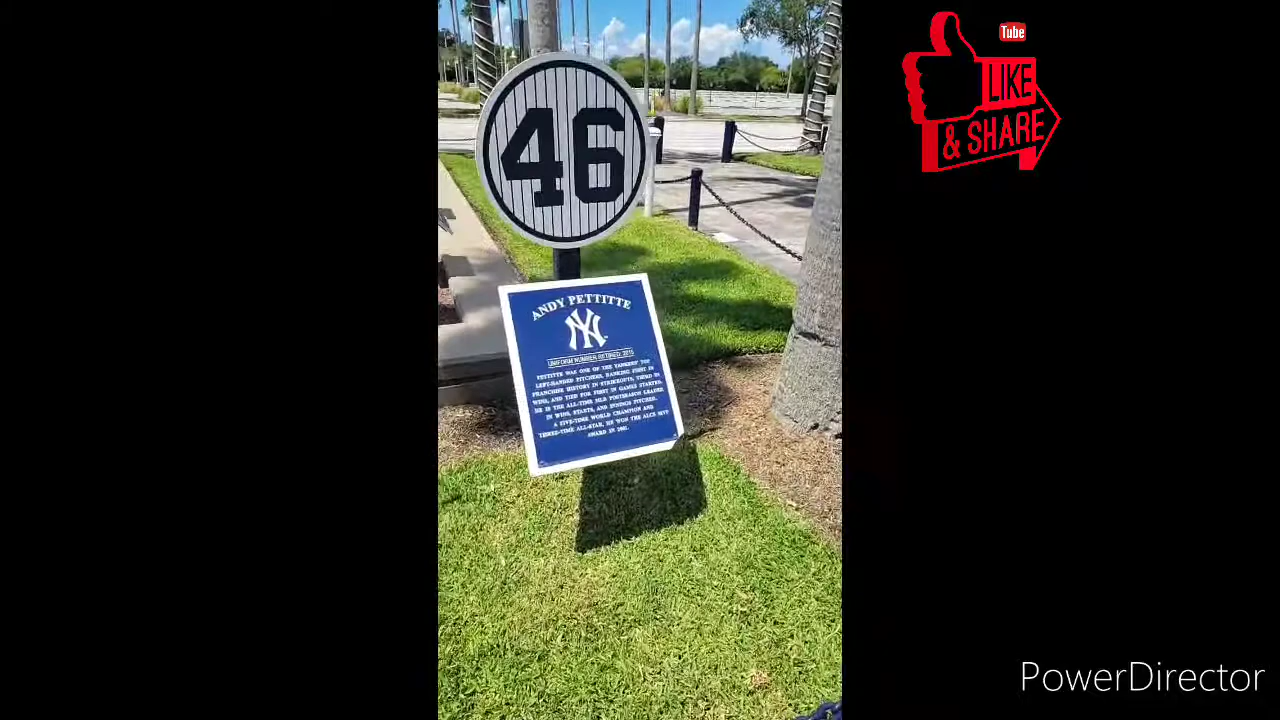 Tube
LIKE
& SHARE
46
ANDY PETTITTE
NY
UNIFORM NUMBER RETIRED: 2015
PETTITTE WAS ONE OF THE YANKEES' TOP
LEFT-HANDED PITCHERS, RANKING FIRST IN
FRANCHISE HISTORY IN STRIKEOUTS, THIRD IN
WINS, AND TIED FOR FIRST IN GAMES STARTED.
HE IS THE ALL-TIME MLB POSTSEASON LEADER
IN WINS, STARTS, AND INNINGS PITCHED.
A FIVE-TIME WORLD CHAMPION AND
THREE-TIME ALL-STAR, HE WON THE ALCS MVP
AWARD IN 2001.
PowerDirector